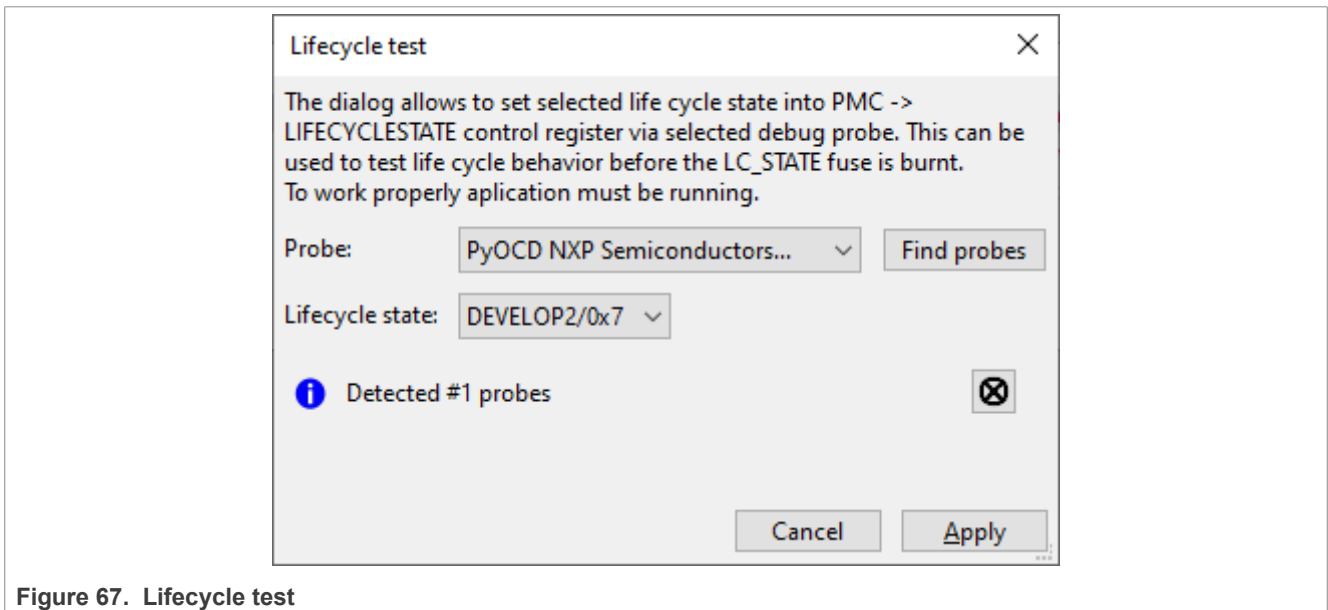 Lifecycle test
The dialog allows to set selected life cycle state into PMC ->
LIFECYCLESTATE control register via selected debug probe. This can be
used to test life cycle behavior before the LC_STATE fuse is burnt.
To work properly aplication must be running.
Probe: PyOCD NXP Semiconductors... Find probes
Lifecycle state: DEVELOP2/0x7
Detected #1 probes
Cancel Apply
Figure 67. Lifecycle test